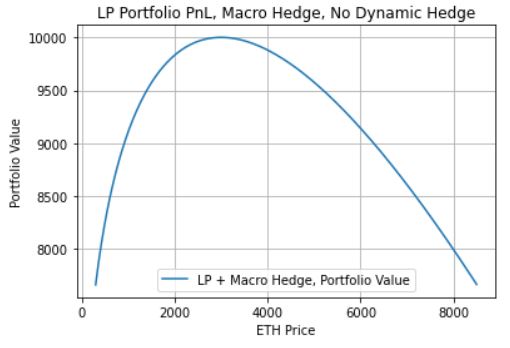 LP Portfolio PnL, Macro Hedge, No Dynamic Hedge
10000
9500
9000
8500
8000
Portfolio Value
LP + Macro Hedge, Portfolio Value
0 2000 4000 6000 8000
ETH Price